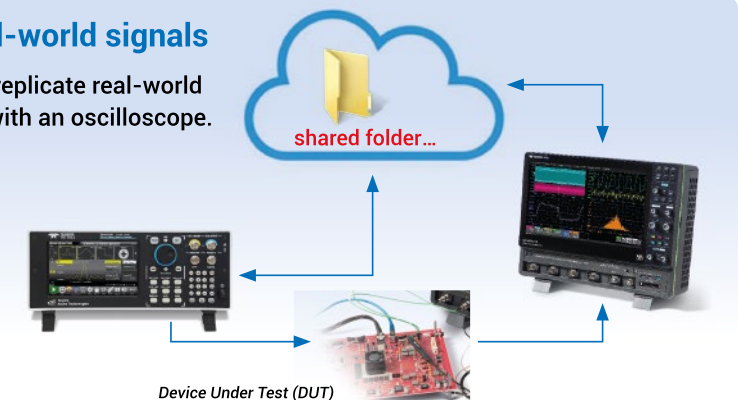 l-world signals
replicate real-world
with an oscilloscope.
shared folder…
Device Under Test (DUT)